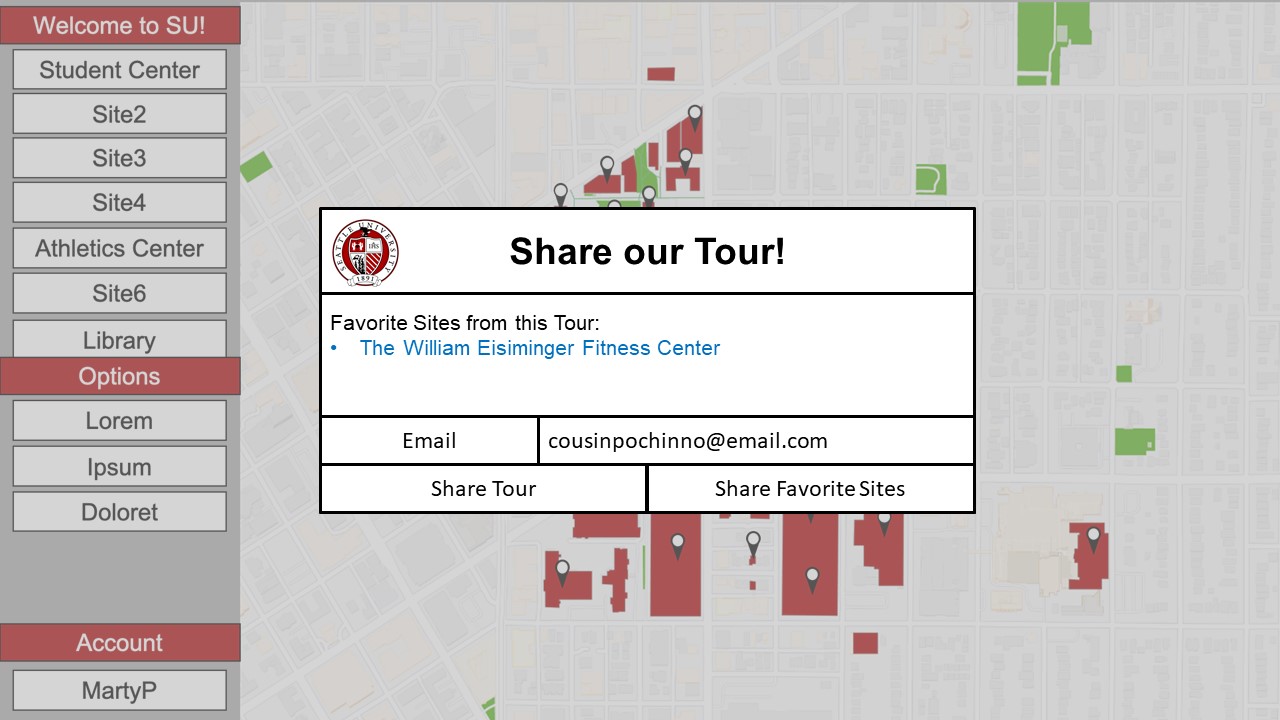 Welcome to SU!
Student Center
Site2
Site3
Site4
Athletics Center
Site6
Library
Options
Lorem
Ipsum
Doloret
Account
MartyP
SEATTLE UNIVERSITY
1891
Share our Tour!
Favorite Sites from this Tour:
• The William Eisiminger Fitness Center
Email
cousinpochinno@email.com
Share Tour
Share Favorite Sites